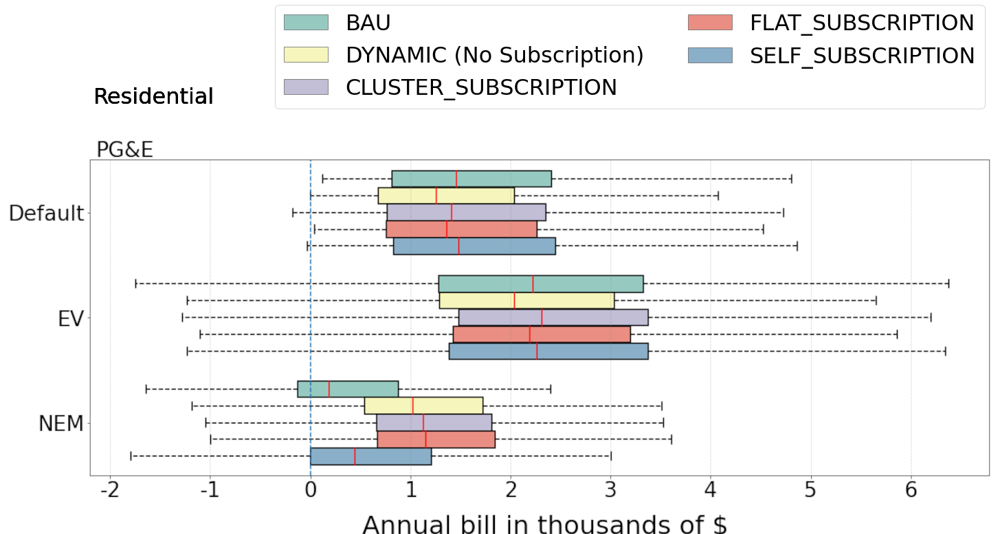 BAU
DYNAMIC (No Subscription)
CLUSTER_SUBSCRIPTION
FLAT_SUBSCRIPTION
SELF_SUBSCRIPTION
Residential
PG&E
Default
EV
NEM
-2 -1 0 1 2 3 4 5 6
Annual bill in thousands of $